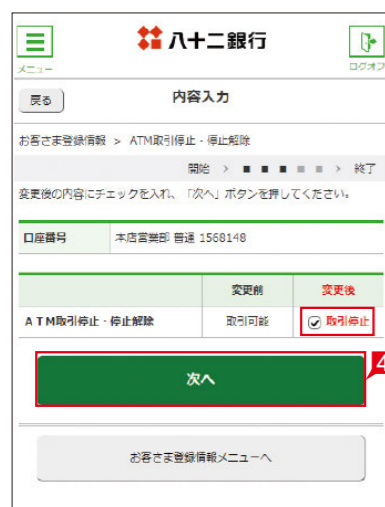 八十二銀行
メニュー
ログオフ
戻る
内容入力
お客さま登録情報 > ATM取引停止・停止解除
開始 > ■ ■ ■ ■ ■ > 終了
変更後の内容にチェックを入れ、「次へ」ボタンを押してください。
口座番号 本店営業部 普通 1568148
変更前 変更後
ATM取引停止・停止解除 取引可能 取引停止
4
次へ
お客さま登録情報メニューへ